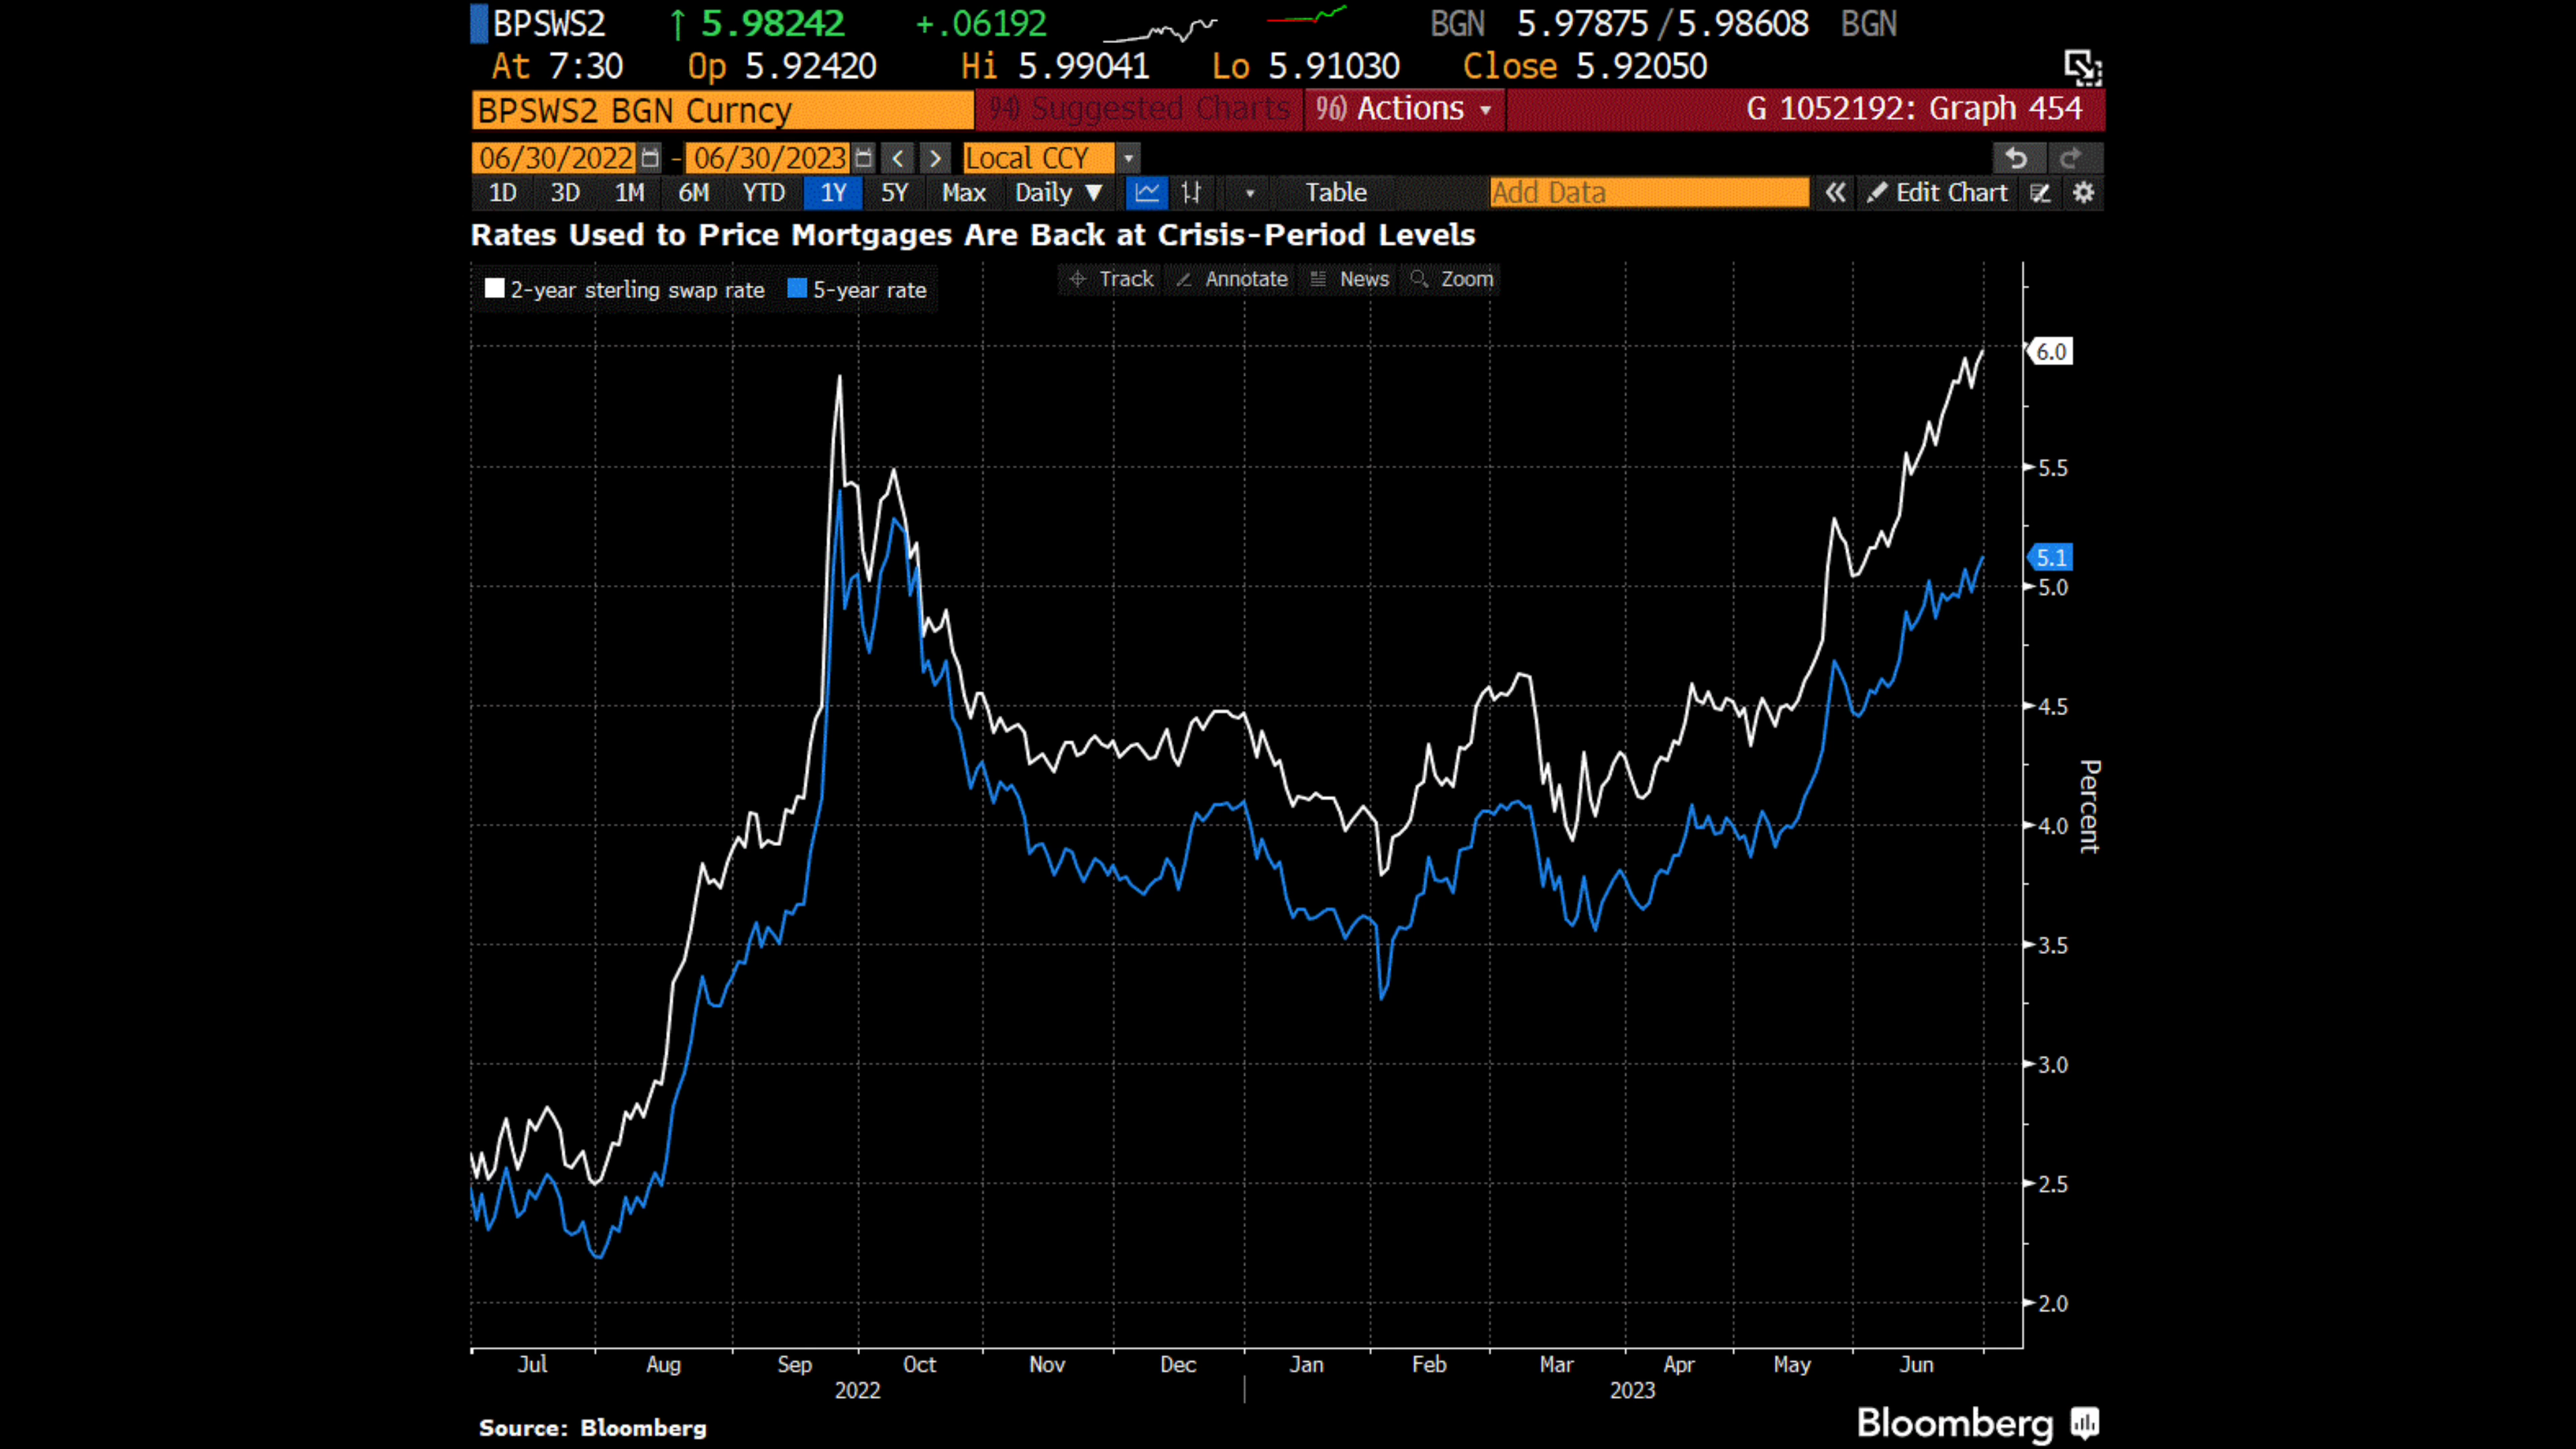 BPSWS2 ↑ 5.98242 +.06192 BGN 5.97875/5.98608 BGN
At 7:30 Op 5.92420 Hi 5.99041 Lo 5.91030 Close 5.92050
BPSWS2 BGN Curncy 94) Suggested Charts 96) Actions ▾ G 1052192: Graph 454
06/30/2022 - 06/30/2023 < > Local CCY
1D 3D 1M 6M YTD 1Y 5Y Max Daily ▼ Table Add Data « Edit Chart
Rates Used to Price Mortgages Are Back at Crisis-Period Levels
2-year sterling swap rate 5-year rate
Track Annotate News Zoom
6.0
5.5
5.1
5.0
4.5
4.0
3.5
3.0
2.5
2.0
Percent
Jul Aug Sep Oct Nov Dec Jan Feb Mar Apr May Jun
2022 2023
Source: Bloomberg
Bloomberg